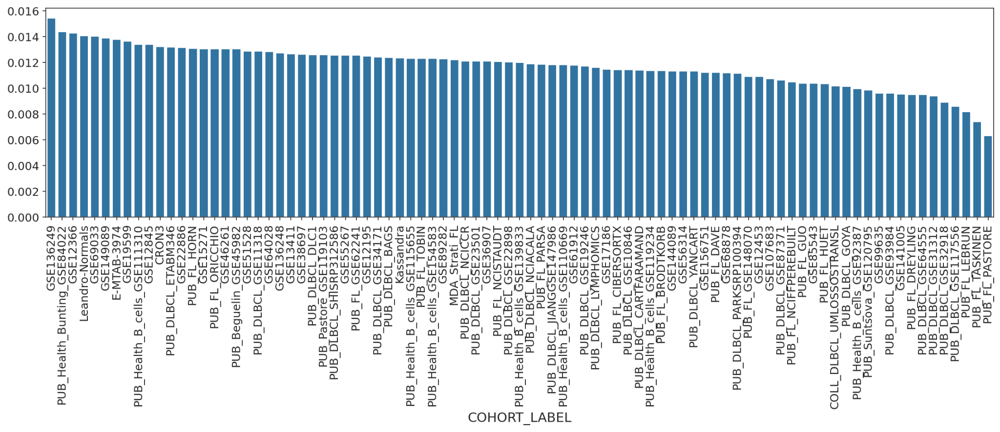 0.016
0.014
0.012
0.010
0.008
0.006
0.004
0.002
0.000
GSE136249
PUB_Health_Bunting_GSE84022
GSE12366
Leandro-Normals
GSE69033
GSE149089
E-MTAB-3974
GSE19599
PUB_Health_B_cells_GSE111310
GSE12845
CRON3
PUB_DLBCL_ETABM346
GSE22886
PUB_FL_HORN
GSE15271
PUB_FL_ORICCHIO
GSE46261
PUB_Beguelin_GSE45982
GSE51528
PUB_DLBCL_GSE11318
GSE64028
GSE136248
GSE13411
GSE38697
PUB_DLBCL_DLC1
PUB_Pastore_GSE119103
PUB_DLBCL_SHISRP312586
GSE55267
PUB_FL_GSE62241
GSE12195
PUB_DLBCL_GSE34171
PUB_DLBCL_BAGS
Kassandra
PUB_Health_B_cells_GSE115655
PUB_FL_TOBIN
PUB_Health_B_cells_GSE154583
GSE89282
MDA_Strati_FL
PUB_DLBCL_NCICCR
PUB_DLBCL_GSE23501
GSE36907
PUB_FL_NCISTAUDT
PUB_DLBCL_GSE22898
PUB_Health_B_cells_GSE139833
PUB_DLBCL_NCIACALA
PUB_FL_PARSA
PUB_DLBCL_JIANGGSE147986
PUB_Health_B_cells_GSE110669
GSE61912
PUB_DLBCL_GSE19246
PUB_DLBCL_LYMPHOMICS
GSE17186
PUB_FL_CIBERSORTX
PUB_DLBCL_GSE10846
PUB_DLBCL_CARTFARAMAND
PUB_Health_B_cells_GSE119234
PUB_FL_BRODTKORB
GSE144089
GSE56314
PUB_DLBCL_YANCART
GSE156751
PUB_FL_DAVE
GSE68878
PUB_DLBCL_PARKSRP100394
PUB_FL_GSE148070
GSE12453
GSE107683
PUB_DLBCL_GSE87371
PUB_FL_NCIFFPEREBUILT
PUB_FL_GUO
GSE85543
PUB_FL_HUET
COLL_DLBCL_UMLOSSOSTRANSL
PUB_DLBCL_GOYA
PUB_Health_B_cells_GSE92387
PUB_Suntsova_GSE120795
GSE99635
PUB_DLBCL_GSE93984
GSE141005
PUB_FL_DREYLING
PUB_DLBCL_GSE64555
PUB_DLBCL_GSE31312
PUB_DLBCL_GSE32918
PUB_DLBCL_GSE117556
PUB_FL_LEBRUN
PUB_FL_TASKINEN
PUB_FL_PASTORE
COHORT_LABEL